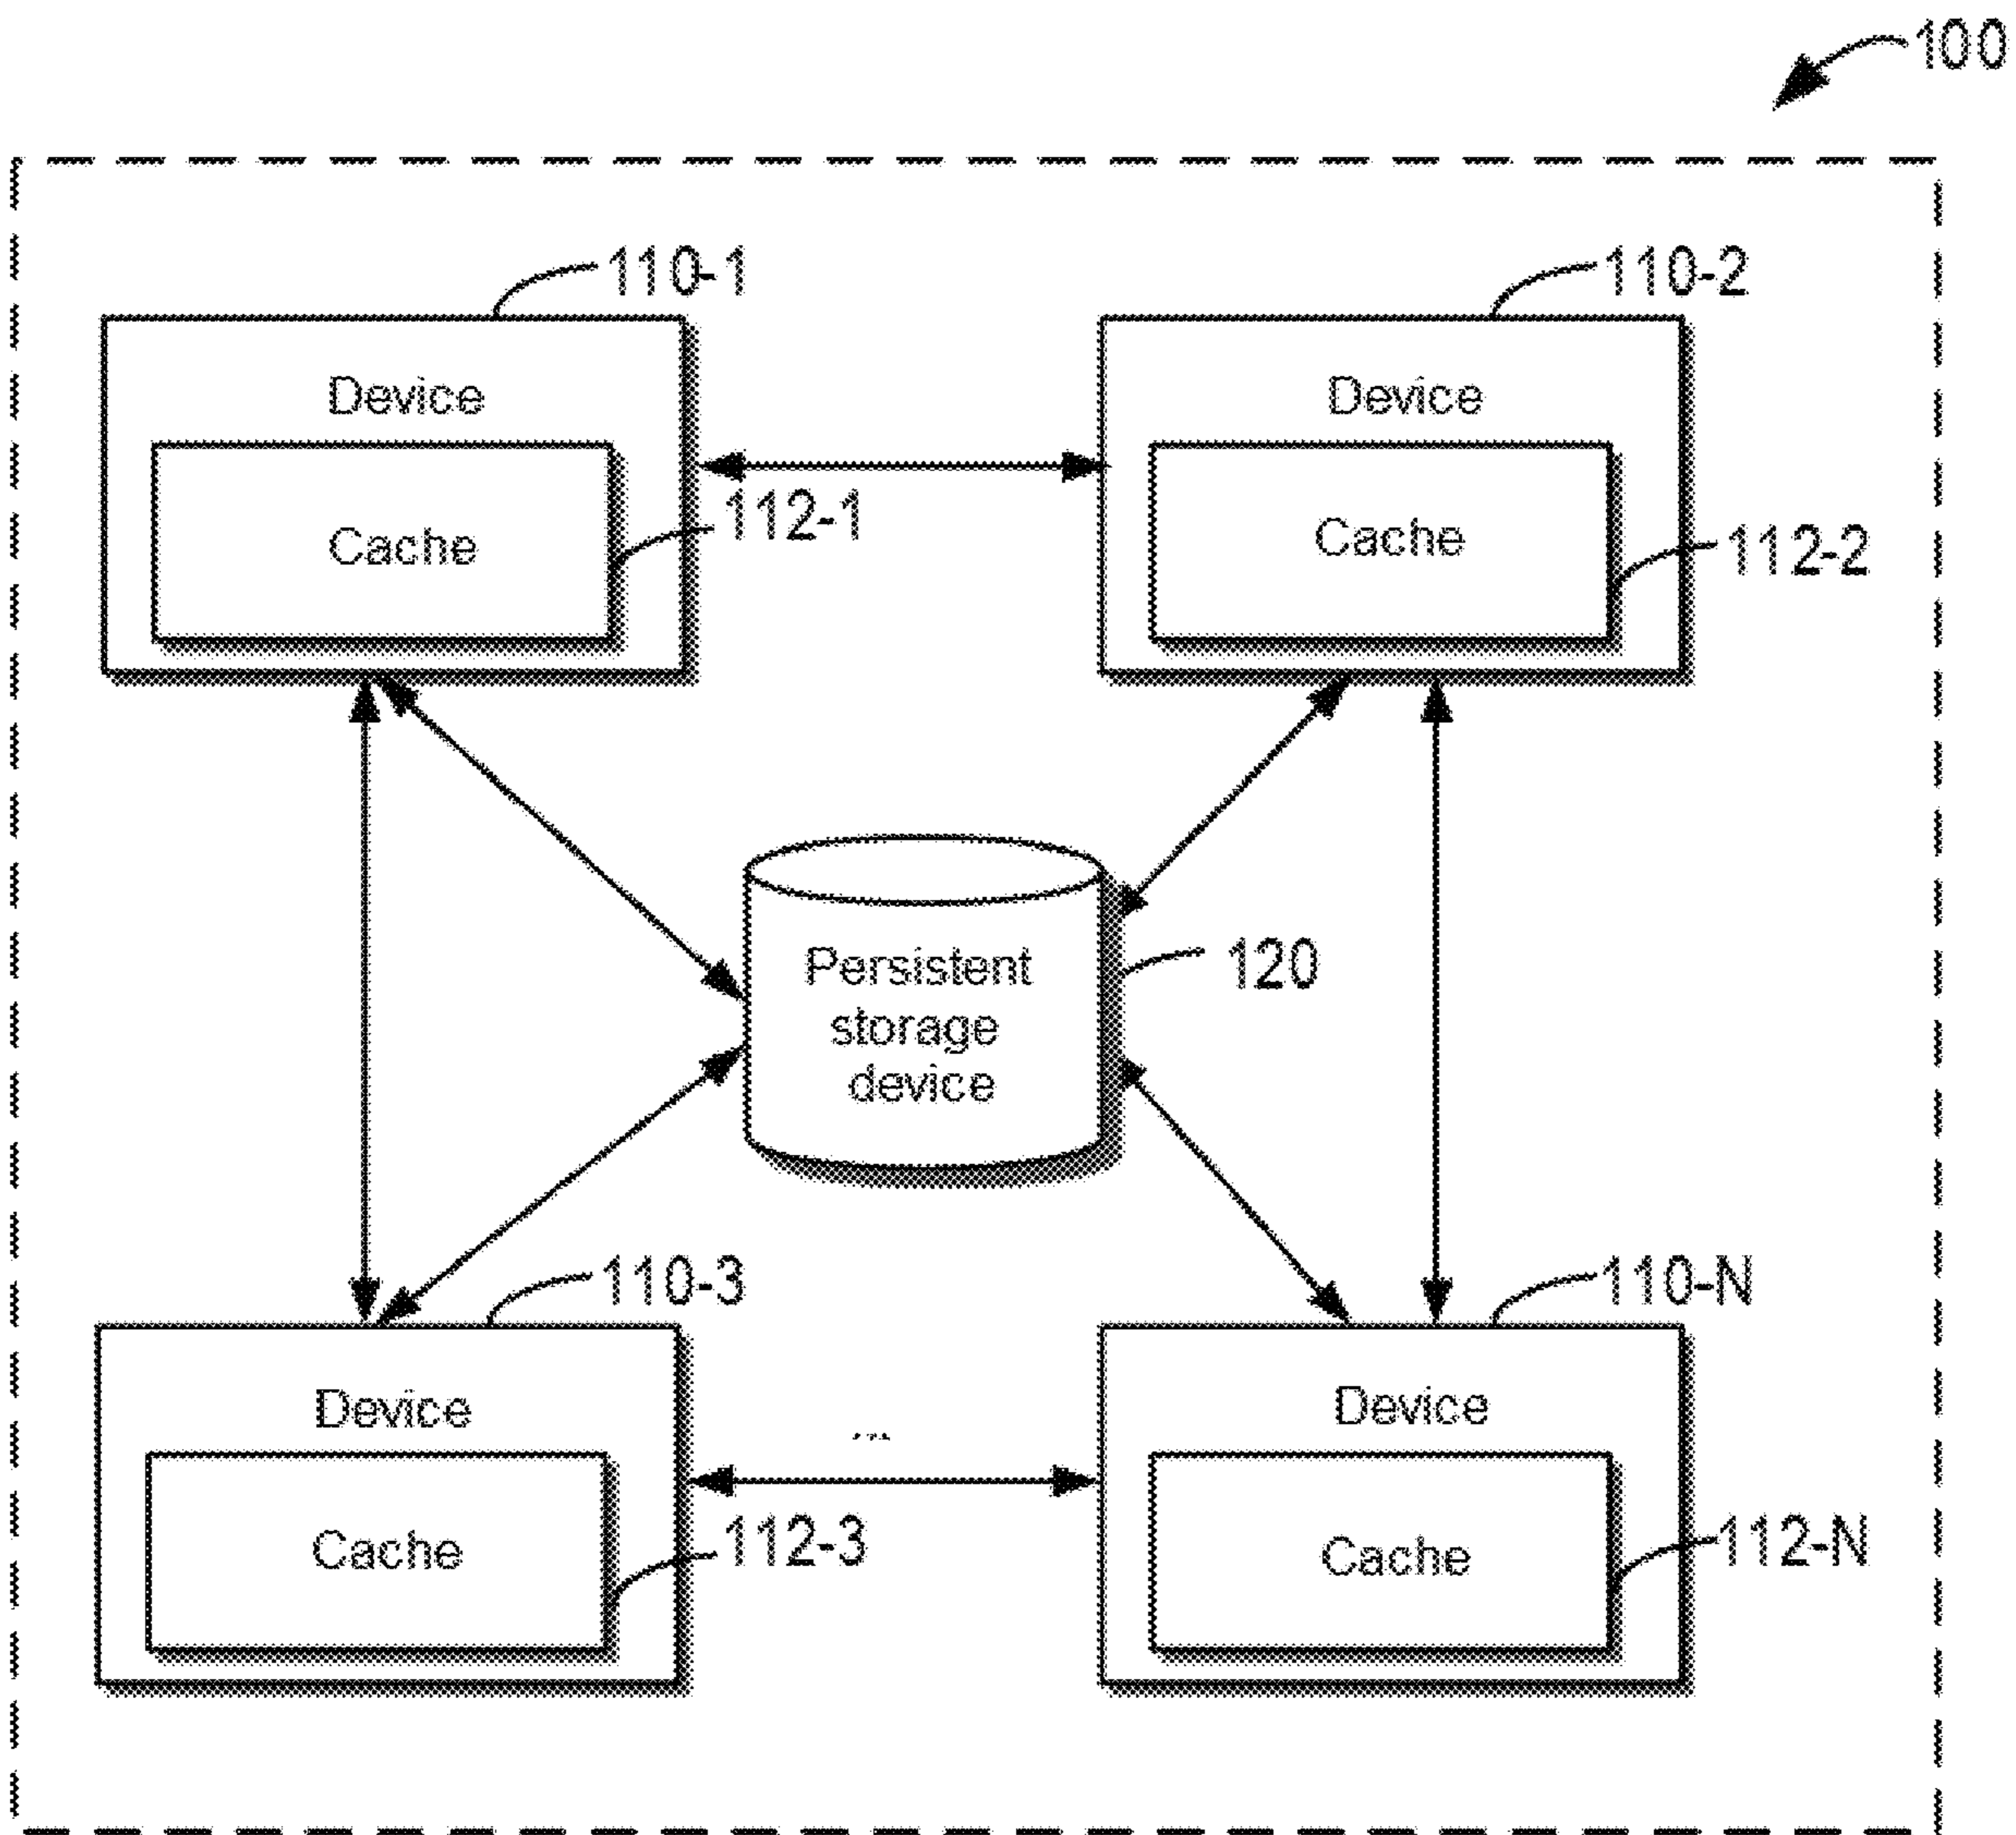 100
110-1
110-2
Device
Device
112-1
Cache
Cache
112-2
Persistent
storage
device
120
110-3
110-N
Device
Device
...
112-3
Cache
Cache
112-N